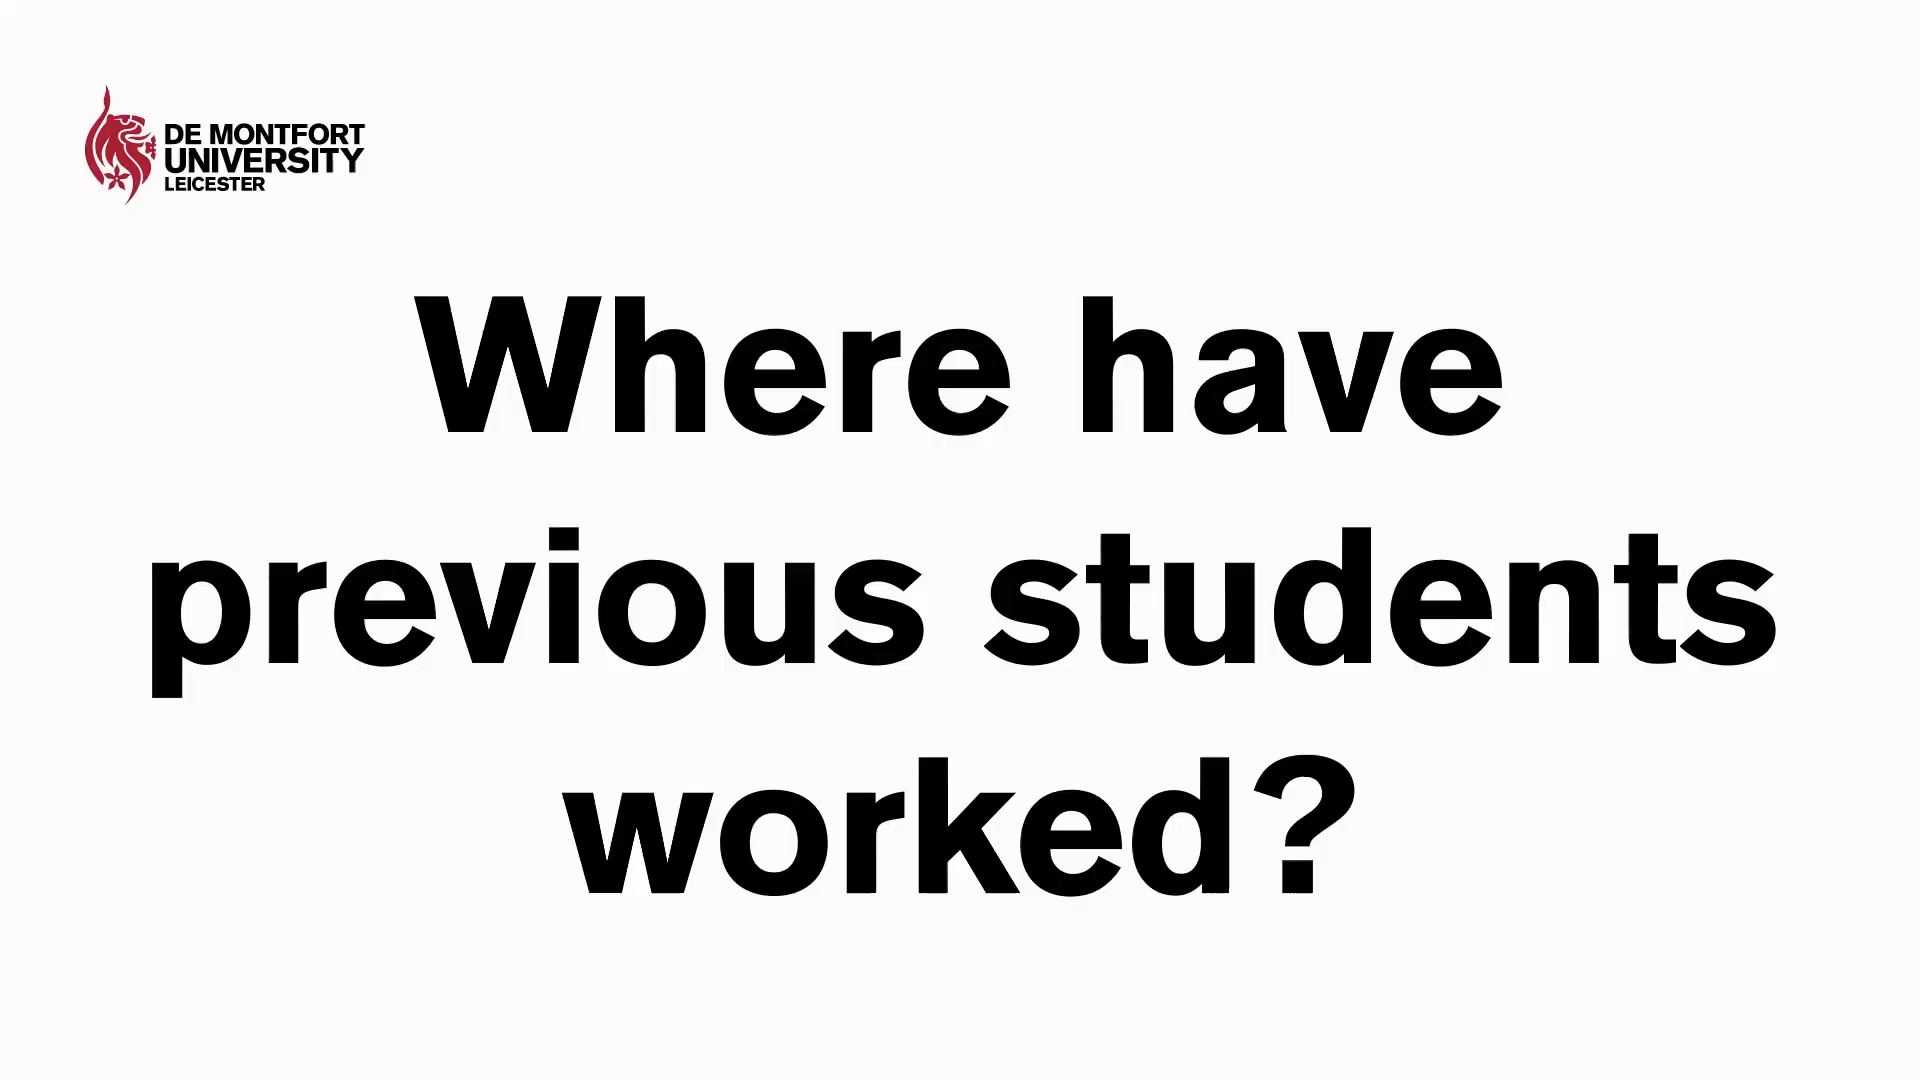 DE MONTFORT
UNIVERSITY
LEICESTER
Where have
previous students
worked?